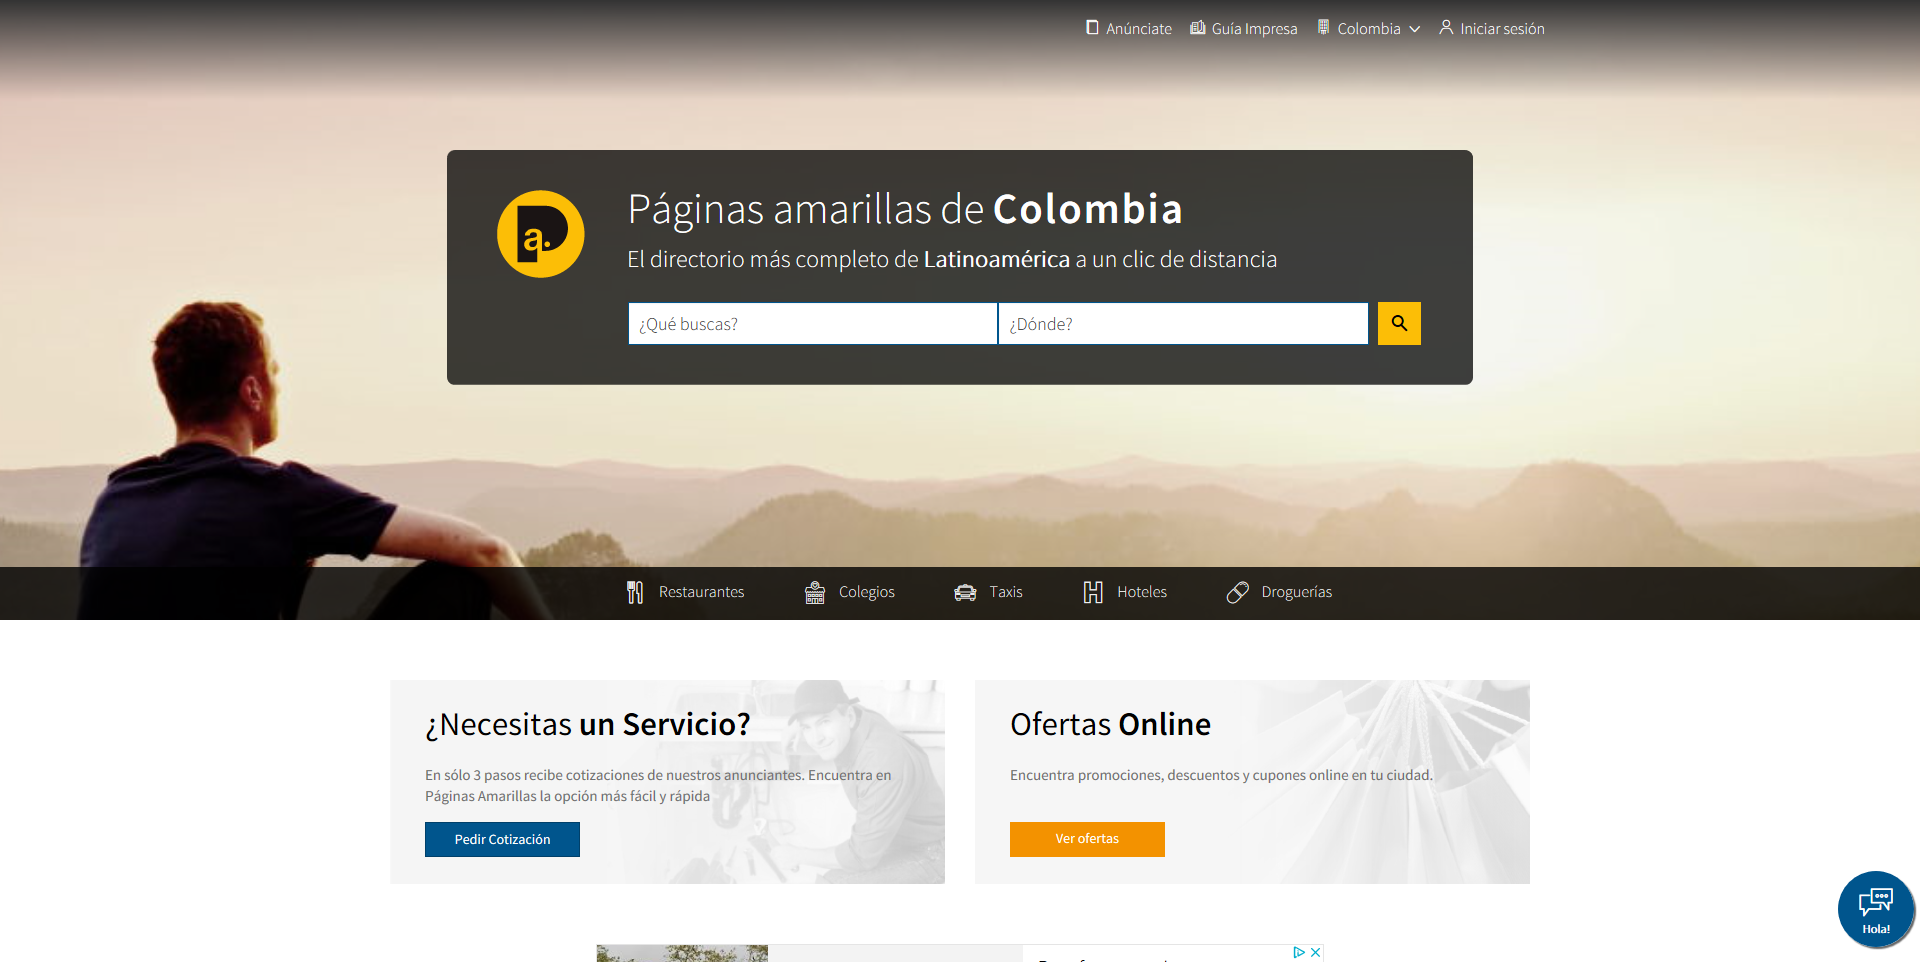 Anúnciate Guía Impresa Colombia Iniciar sesión
a.
Páginas amarillas de Colombia
El directorio más completo de Latinoamérica a un clic de distancia
¿Qué buscas? ¿Dónde?
Restaurantes Colegios Taxis Hoteles Droguerías
¿Necesitas un Servicio?
En sólo 3 pasos recibe cotizaciones de nuestros anunciantes. Encuentra en
Páginas Amarillas la opción más fácil y rápida
Pedir Cotización
Ofertas Online
Encuentra promociones, descuentos y cupones online en tu ciudad.
Ver ofertas
Hola!